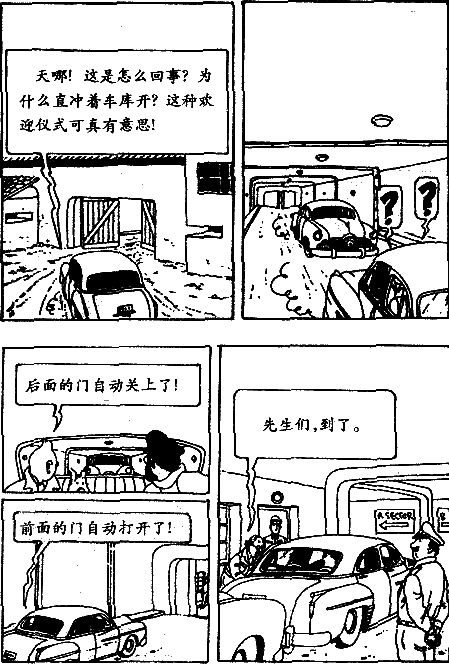 天哪！这是怎么回事？为
什么直冲着车库开？这种欢
迎仪式可真有意思！
?
?
后面的门自动关上了！
前面的门自动打开了！
先生们，到了。
A SECTOR